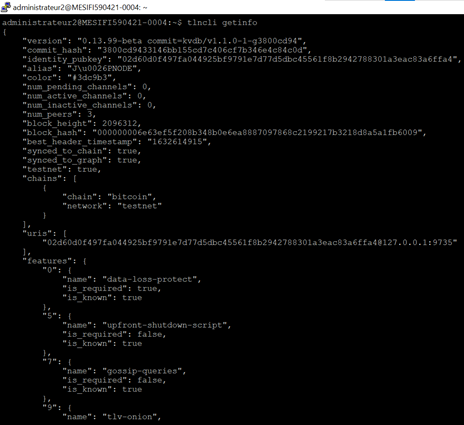 administrateur2@MESIFI590421-0004: ~
administrateur2@MESIFI590421-0004:~$ tlncli getinfo
{
"version": "0.13.99-beta commit=kvdb/v1.1.0-1-g3800cd94",
"commit_hash": "3800cd9433146bb155cd7c406cf7b346e4c84c0d",
"identity_pubkey": "02d60d0f497fa044925bf9791e7d77d5dbc45561f8b2942788301a3eac83a6ffa4",
"alias": "J\u0026PNODE",
"color": "#3dc9b3",
"num_pending_channels": 0,
"num_active_channels": 0,
"num_inactive_channels": 0,
"num_peers": 3,
"block_height": 2096312,
"block_hash": "000000006e63ef5f208b348b0e6ea8887097868c2199217b3218d8a5a1fb6009",
"best_header_timestamp": "1632614915",
"synced_to_chain": true,
"synced_to_graph": true,
"testnet": true,
"chains": [
{
"chain": "bitcoin",
"network": "testnet"
}
],
"uris": [
"02d60d0f497fa044925bf9791e7d77d5dbc45561f8b2942788301a3eac83a6ffa4@127.0.0.1:9735"
],
"features": {
"0": {
"name": "data-loss-protect",
"is_required": true,
"is_known": true
},
"5": {
"name": "upfront-shutdown-script",
"is_required": false,
"is_known": true
},
"7": {
"name": "gossip-queries",
"is_required": false,
"is_known": true
},
"9": {
"name": "tlv-onion",